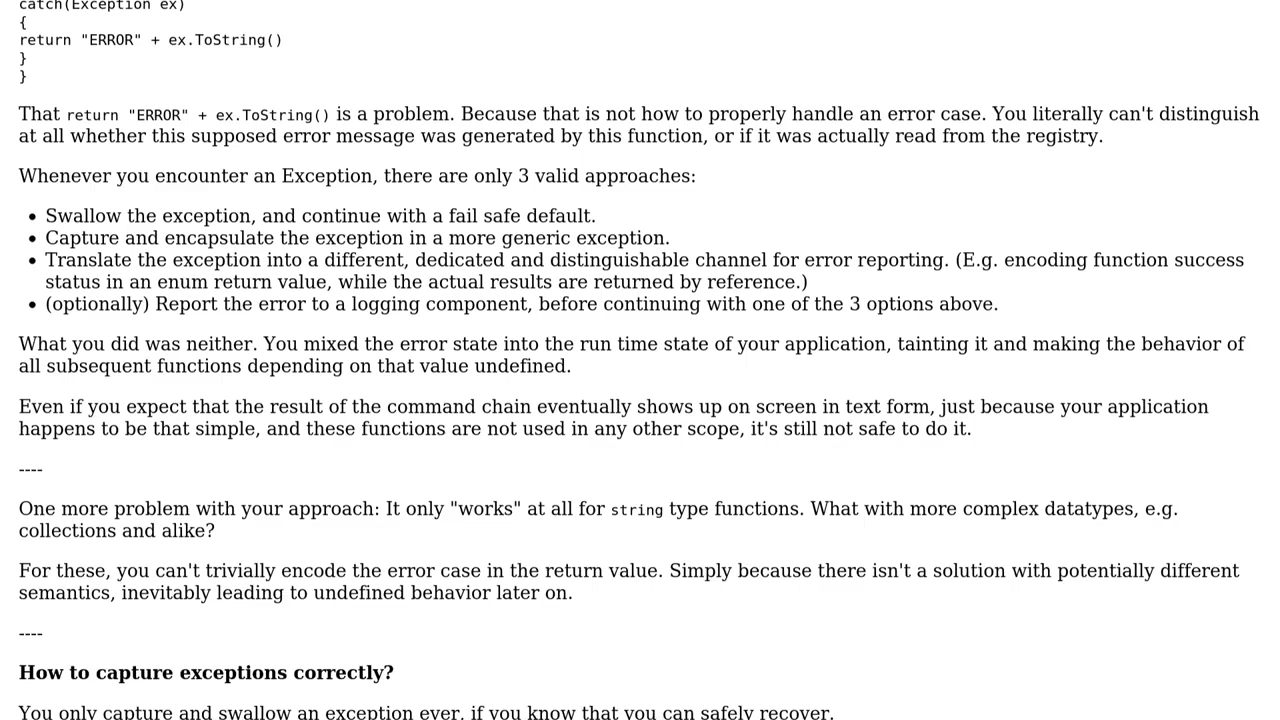 catch(Exception ex)
{
return "ERROR" + ex.ToString()
}
}
That return "ERROR" + ex.ToString() is a problem. Because that is not how to properly handle an error case. You literally can't distinguish
at all whether this supposed error message was generated by this function, or if it was actually read from the registry.
Whenever you encounter an Exception, there are only 3 valid approaches:
• Swallow the exception, and continue with a fail safe default.
• Capture and encapsulate the exception in a more generic exception.
• Translate the exception into a different, dedicated and distinguishable channel for error reporting. (E.g. encoding function success
status in an enum return value, while the actual results are returned by reference.)
• (optionally) Report the error to a logging component, before continuing with one of the 3 options above.
What you did was neither. You mixed the error state into the run time state of your application, tainting it and making the behavior of
all subsequent functions depending on that value undefined.
Even if you expect that the result of the command chain eventually shows up on screen in text form, just because your application
happens to be that simple, and these functions are not used in any other scope, it's still not safe to do it.
----
One more problem with your approach: It only "works" at all for string type functions. What with more complex datatypes, e.g.
collections and alike?
For these, you can't trivially encode the error case in the return value. Simply because there isn't a solution with potentially different
semantics, inevitably leading to undefined behavior later on.
----
How to capture exceptions correctly?
You only capture and swallow an exception ever, if you know that you can safely recover.